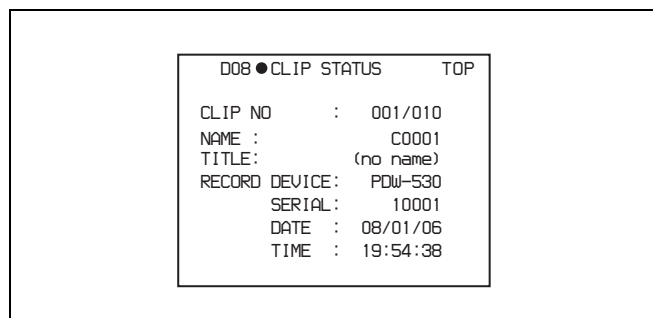 D08 ●CLIP STATUS TOP
CLIP NO : 001/010
NAME : C0001
TITLE: (no name)
RECORD DEVICE: PDW-530
SERIAL: 10001
DATE : 08/01/06
TIME : 19:54:38